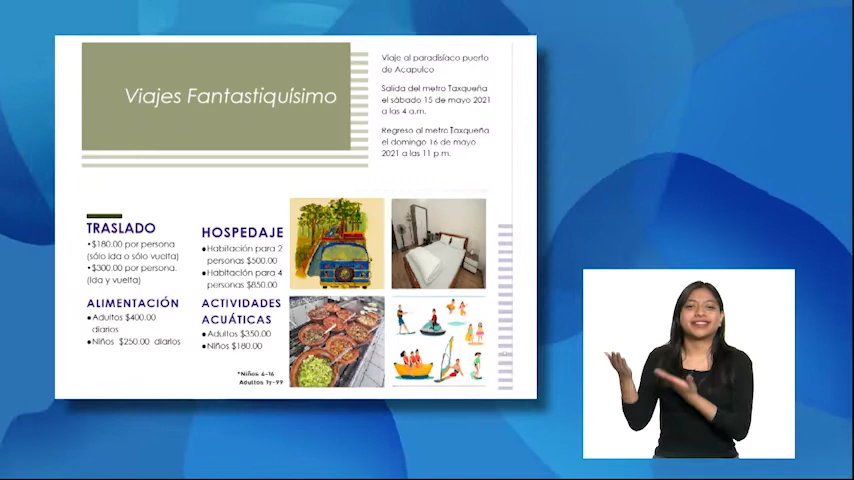 Viajes Fantastiquísimo
Viaje al paradisíaco puerto
de Acapulco
Salida del metro Taxqueña
el sábado 15 de mayo 2021
a las 4 a.m.
Regreso al metro Taxqueña
el domingo 16 de mayo
2021 a las 11 p.m.
TRASLADO
•$180.00 por persona
(sólo ida o sólo vuelta)
•$300.00 por persona.
(ida y vuelta)
HOSPEDAJE
●Habitación para 2
personas $500.00
●Habitación para 4
personas $850.00
ALIMENTACIÓN
●Adultos $400.00
diarios
●Niños $250.00 diarios
ACTIVIDADES
ACUÁTICAS
●Adultos $350.00
●Niños $180.00
*Niños 4-16
Adultos 17-99